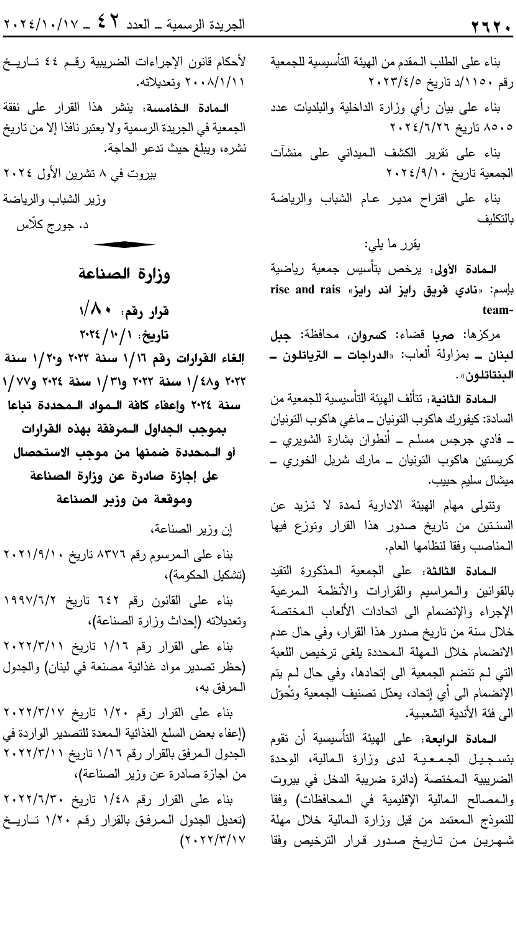 ٢٦٢٠
الجريدة الرسمية ــ العدد ٤٢ ــ ٢٠٢٤/١٠/١٧
بناء على الطلب المقدم من الهيئة التأسيسية للجمعية
رقم ١١٥٠/د تاريخ ٢٠٢٣/٤/٥
بناء على بيان رأي وزارة الداخلية والبلديات عدد
٨٥٠٥ تاريخ ٢٠٢٤/٦/٢٦
بناء على تقرير الكشف الميداني على منشآت
الجمعية تاريخ ٢٠٢٤/٩/١٠
بناء على اقتراح مدير عام الشباب والرياضة
بالتكليف
يقرر ما يلي:
المادة الأولى: يرخص بتأسيس جمعية رياضية
بإسم: «نادي فريق رايز اند رايز» rise and rais
team-
مركزها: صربا قضاء: كسروان، محافظة: جبل
لبنان ــ بمزاولة ألعاب: «الدراجات ــ الترياتلون ــ
البنتاتلون».
المادة الثانية: تتألف الهيئة التأسيسية للجمعية من
السادة: كيفورك هاكوب التونيان ــ ماغي هاكوب التونيان
ــ فادي جرجس مسلم ــ أنطوان بشارة الشويري ــ
كريستين هاكوب التونيان ــ مارك شربل الخوري ــ
ميشال سليم حبيب.
وتتولى مهام الهيئة الادارية لمدة لا تزيد عن
السنتين من تاريخ صدور هذا القرار وتوزع فيها
المناصب وفقا لنظامها العام.
المادة الثالثة: على الجمعية المذكورة التقيد
بالقوانين والمراسيم والقرارات والأنظمة المرعية
الإجراء والإنضمام الى اتحادات الألعاب المختصة
خلال سنة من تاريخ صدور هذا القرار، وفي حال عدم
الانضمام خلال المهلة المحددة يلغى ترخيص اللعبة
التي لم تنضم الجمعية الى إتحادها، وفي حال لم يتم
الإنضمام الى أي إتحاد، يعدّل تصنيف الجمعية وتحوّل
الى فئة الأندية الشعبية.
المادة الرابعة: على الهيئة التأسيسية أن تقوم
بتسجيل الجمعية لدى وزارة المالية، الوحدة
الضريبية المختصة (دائرة ضريبة الدخل في بيروت
والمصالح المالية الإقليمية في المحافظات) وفقا
للنموذج المعتمد من قبل وزارة المالية خلال مهلة
شهرين من تاريخ صدور قرار الترخيص وفقا
لأحكام قانون الإجراءات الضريبية رقم ٤٤ تاريخ
٢٠٠٨/١/١١ وتعديلاته.
المادة الخامسة: ينشر هذا القرار على نفقة
الجمعية في الجريدة الرسمية ولا يعتبر نافذا إلا من تاريخ
نشره، ويبلغ حيث تدعو الحاجة.
بيروت في ٨ تشرين الأول ٢٠٢٤
وزير الشباب والرياضة
د. جورج كلّاس
وزارة الصناعة
قرار رقم: ١/٨٠
تاريخ: ٢٠٢٤/١٠/١
إلغاء القرارات رقم ١/١٦ سنة ٢٠٢٢ و١/٢٠ سنة
٢٠٢٢ و١/٤٨ سنة ٢٠٢٢ و١/٣١ سنة ٢٠٢٤ و١/٧٧
سنة ٢٠٢٤ وإعفاء كافة المواد المحددة تباعا
بموجب الجداول المرفقة بهذه القرارات
أو المحددة ضمنها من موجب الاستحصال
على إجازة صادرة عن وزارة الصناعة
وموقعة من وزير الصناعة
إن وزير الصناعة،
بناء على المرسوم رقم ٨٣٧٦ تاريخ ٢٠٢١/٩/١٠
(تشكيل الحكومة)،
بناء على القانون رقم ٦٤٢ تاريخ ١٩٩٧/٦/٢
وتعديلاته (إحداث وزارة الصناعة)،
بناء على القرار رقم ١/١٦ تاريخ ٢٠٢٢/٣/١١
(حظر تصدير مواد غذائية مصنعة في لبنان) والجدول
المرفق به،
بناء على القرار رقم ١/٢٠ تاريخ ٢٠٢٢/٣/١٧
(إعفاء بعض السلع الغذائية المعدة للتصدير الواردة في
الجدول المرفق بالقرار رقم ١/١٦ تاريخ ٢٠٢٢/٣/١١
من اجازة صادرة عن وزير الصناعة)،
بناء على القرار رقم ١/٤٨ تاريخ ٢٠٢٢/٦/٣٠
(تعديل الجدول المرفق بالقرار رقم ١/٢٠ تاريخ
٢٠٢٢/٣/١٧)